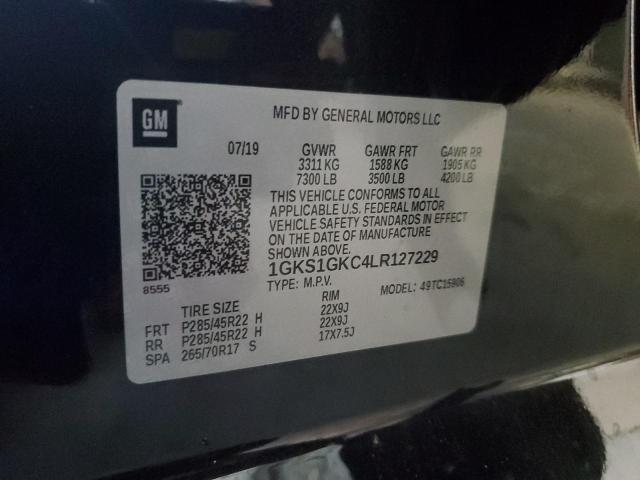 GM
MFD BY GENERAL MOTORS LLC
07/19 GVWR GAWR FRT GAWR RR
3311 KG 1588 KG 1905 KG
7300 LB 3500 LB 4200 LB
THIS VEHICLE CONFORMS TO ALL
APPLICABLE U.S. FEDERAL MOTOR
VEHICLE SAFETY STANDARDS IN EFFECT
ON THE DATE OF MANUFACTURE
SHOWN ABOVE.
1GKS1GKC4LR127229
8555
TYPE: M.P.V. MODEL: 49TC15906
TIRE SIZE RIM
FRT P285/45R22 H 22X9J
RR P285/45R22 H 22X9J
SPA 265/70R17 S 17X7.5J